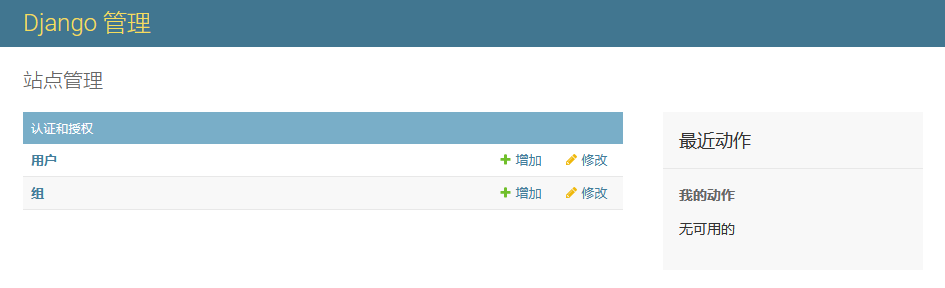 Django 管理
站点管理
认证和授权
用户 增加 修改
组 增加 修改
最近动作
我的动作
无可用的